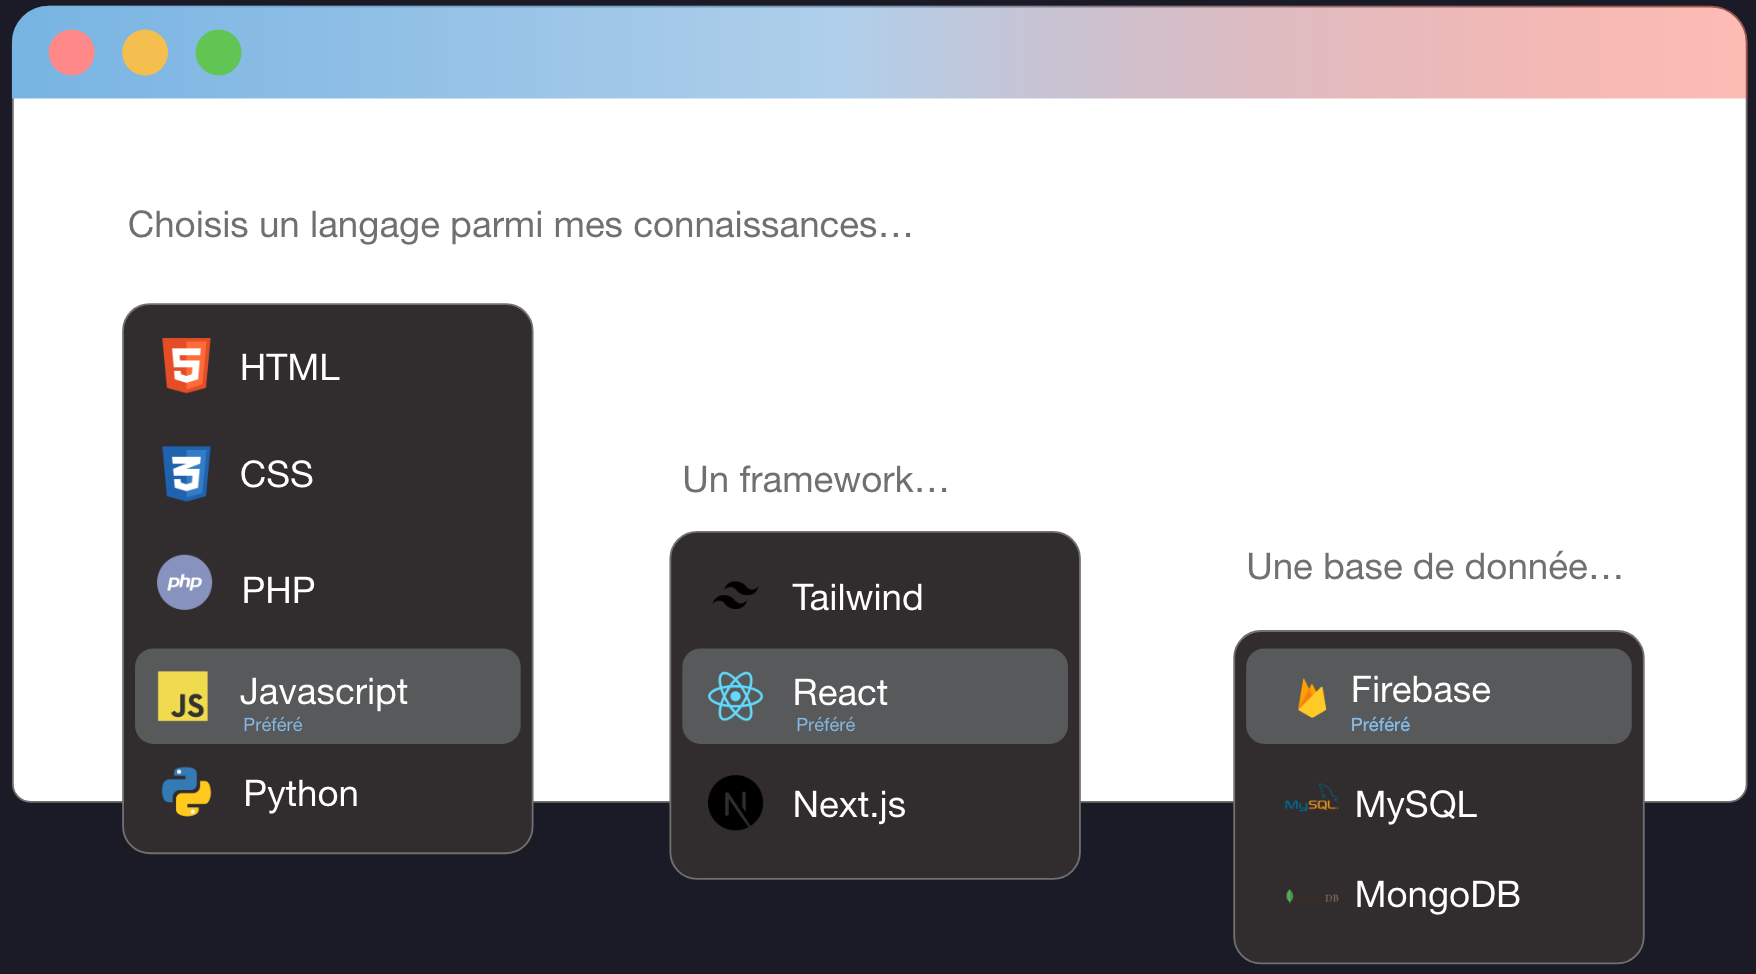 Choisis un langage parmi mes connaissances…
HTML
CSS
php
PHP
JS
Javascript
Préféré
Python
Un framework…
Tailwind
React
Préféré
N
Next.js
Une base de donnée…
Firebase
Préféré
MySQL
MySQL
DB
MongoDB